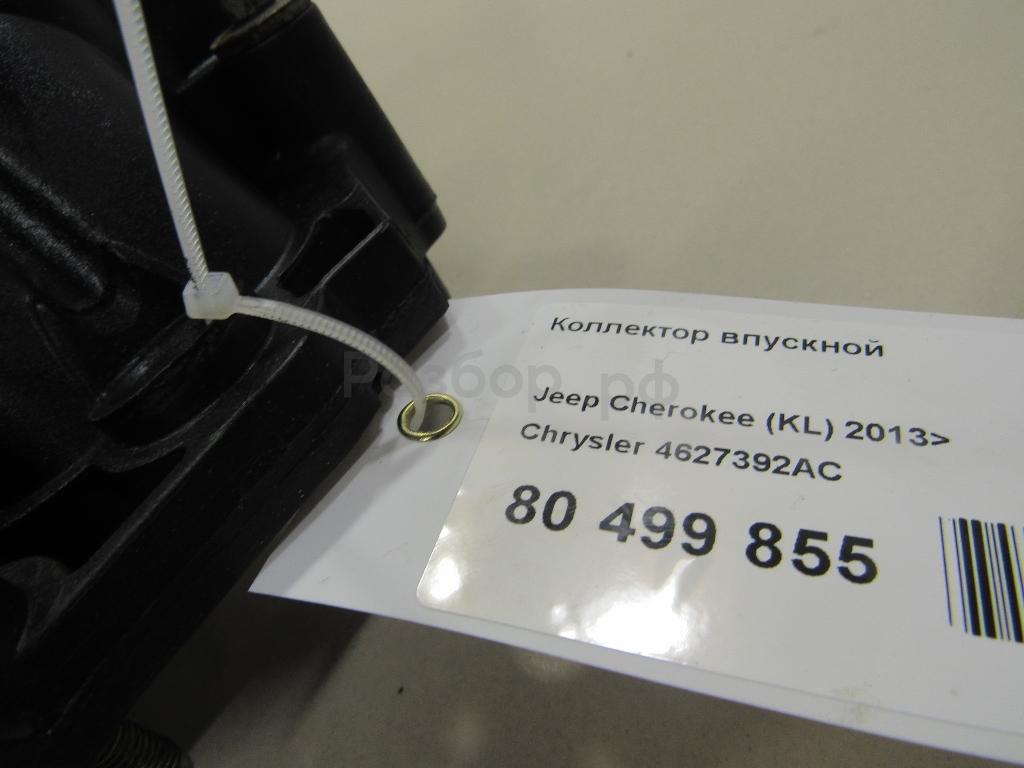 Коллектор впускной
Разбор.рф
Jeep Cherokee (KL) 2013>
Chrysler 4627392AC
80 499 855